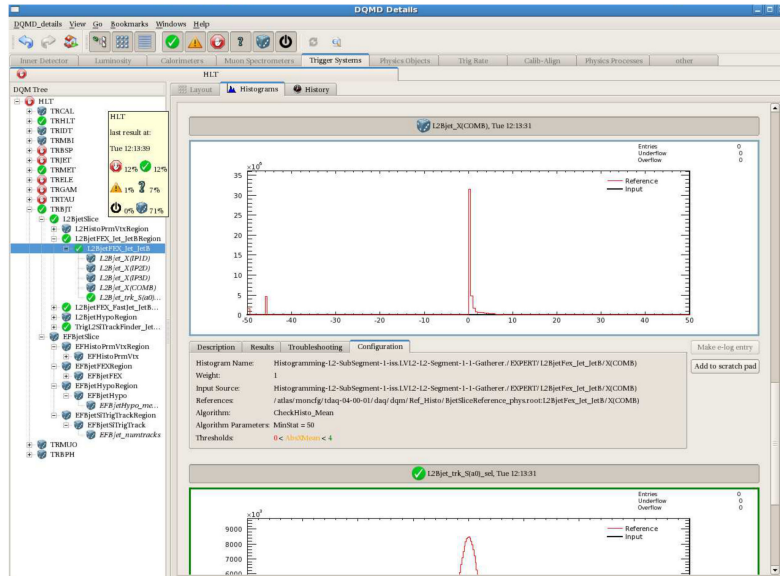 DQMD Details
DQMD_details View Go Bookmarks Windows Help
Inner Detector Luminosity Calorimeters Muon Spectrometers Trigger Systems Physics Objects Trig Rate Calib-Align Physics Processes other
HLT
DQM Tree
Layout Histograms History
HLT
TRCAL
TRHLT
TRIDT
TRMBI
TRBSP
TRJET
TRMET
TRELE
TRGAM
TRTAU
TRBJT
L2BjetSlice
L2HistoPrmVtxRegion
L2BjetFEX_Jet_JetBRegion
L2BjetFEX_Jet_JetB
L2Bjet_X(IP1D)
L2Bjet_X(IP2D)
L2Bjet_X(IP3D)
L2Bjet_X(COMB)
L2Bjet_trk_S(a0)...
L2BjetFEX_FastJet_JetB...
L2BjetHypoRegion
TrigL2SiTrackFinder_Jet...
EFBjetSlice
EFHistoPrmVtxRegion
EFHistoPrmVtx
EFBjetFEXRegion
EFBjetFEX
EFBjetHypoRegion
EFBjetHypo
EFBjetHypo_me...
EFBjetSiTrigTrackRegion
EFBjetSiTrigTrack
EFBjet_numtracks
TRMUO
TRBPH
HLT
last result at:
Tue 12:13:39
12% 12%
1% 7%
0% 71%
L2Bjet_X(COMB), Tue 12:13:31
Entries 0
Underflow 0
Overflow 0
Reference
Input
35
30
25
20
15
10
5
0
-50 -40 -30 -20 -10 0 10 20 30 40 50
Description Results Troubleshooting Configuration
Make e-log entry
Add to scratch pad
Histogram Name: Histogramming-L2-SubSegment-1-iss.LVL2-L2-Segment-1-1-Gatherer./EXPERT/L2BjetFex_Jet_JetB/X(COMB)
Weight: 1
Input Source: Histogramming-L2-SubSegment-1-iss.LVL2-L2-Segment-1-1-Gatherer./EXPERT/L2BjetFex_Jet_JetB/X(COMB)
References: /atlas/moncfg/tdaq-04-00-01/daq/dqm/Ref_Histo/BjetSliceReference_phys.root:L2BjetFex_Jet_JetB/X(COMB)
Algorithm: CheckHisto_Mean
Algorithm Parameters: MinStat = 50
Thresholds: 0 < AbsXMean < 4
L2Bjet_trk_S(a0)_sel, Tue 12:13:31
Entries 0
Underflow 0
Overflow 0
Reference
Input
9000
8000
7000
6000